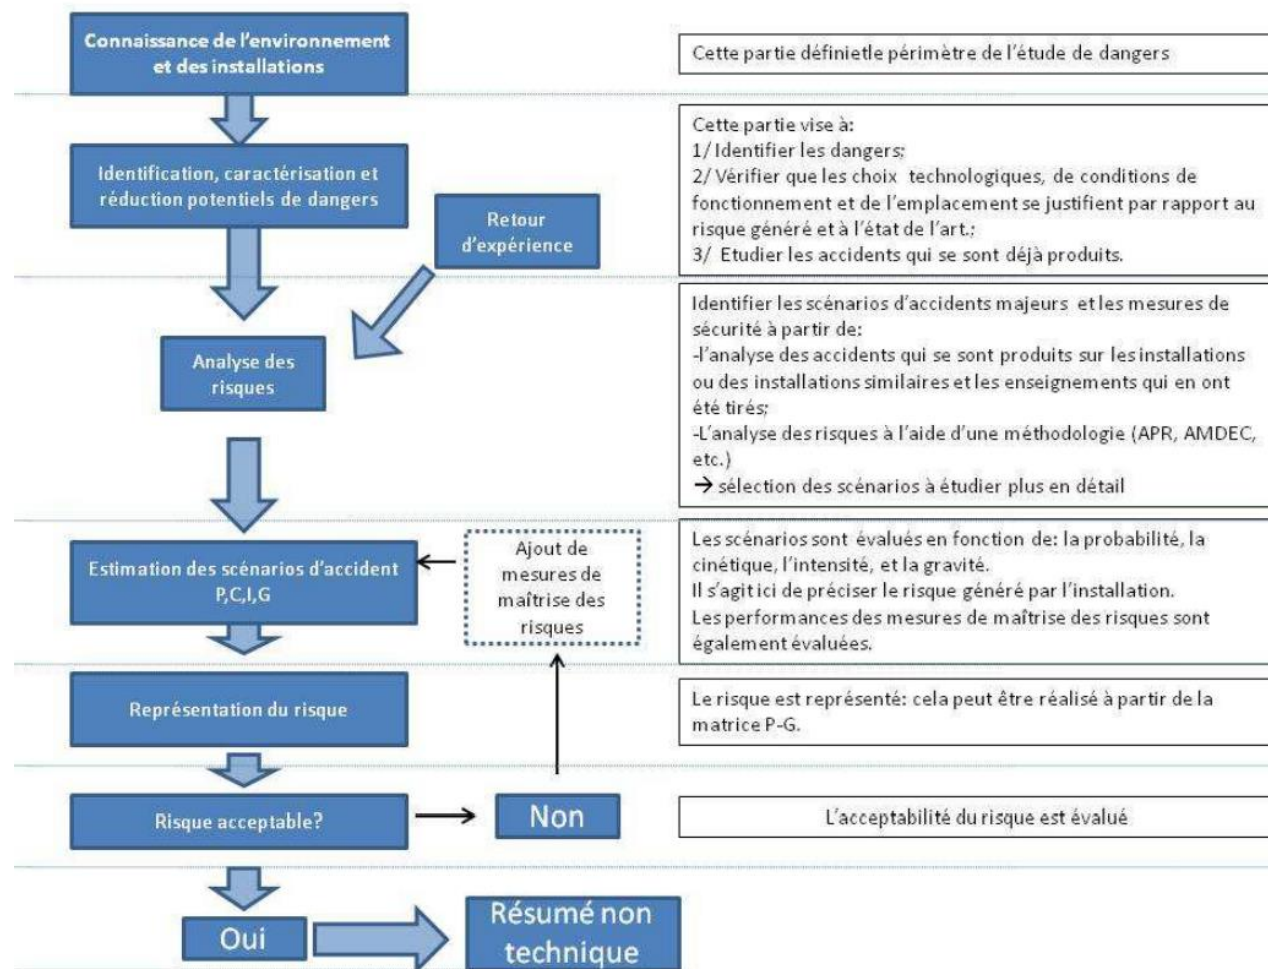 Connaissance de l'environnement
et des installations
Cette partie définietle périmètre de l'étude de dangers
Identification, caractérisation et
réduction potentiels de dangers
Retour
d'expérience
Cette partie vise à:
1/ Identifier les dangers;
2/ Vérifier que les choix technologiques, de conditions de
fonctionnement et de l'emplacement se justifient par rapport au
risque généré et à l'état de l'art.;
3/ Etudier les accidents qui se sont déjà produits.
Analyse des
risques
Identifier les scénarios d'accidents majeurs et les mesures de
sécurité à partir de:
-l'analyse des accidents qui se sont produits sur les installations
ou des installations similaires et les enseignements qui en ont
été tirés;
-L'analyse des risques à l'aide d'une méthodologie (APR, AMDEC,
etc.)
→ sélection des scénarios à étudier plus en détail
Estimation des scénarios d'accident
P,C,I,G
Ajout de
mesures de
maîtrise des
risques
Les scénarios sont évalués en fonction de: la probabilité, la
cinétique, l'intensité, et la gravité.
Il s'agit ici de préciser le risque généré par l'installation.
Les performances des mesures de maîtrise des risques sont
également évaluées.
Représentation du risque
Le risque est représenté: cela peut être réalisé à partir de la
matrice P-G.
Risque acceptable?
Non
L'acceptabilité du risque est évalué
Oui
Résumé non
technique